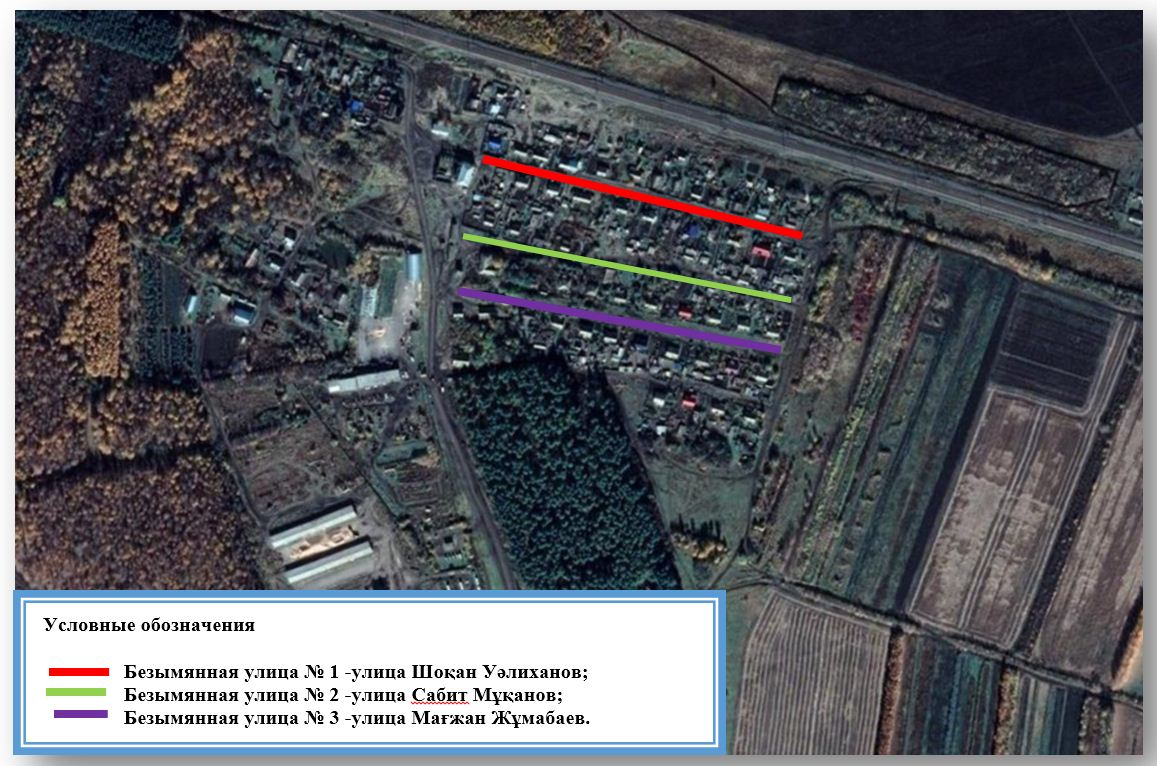 Условные обозначения
Безымянная улица № 1 -улица Шоқан Уәлиханов;
Безымянная улица № 2 -улица Сабит Мұқанов;
Безымянная улица № 3 -улица Мағжан Жұмабаев.